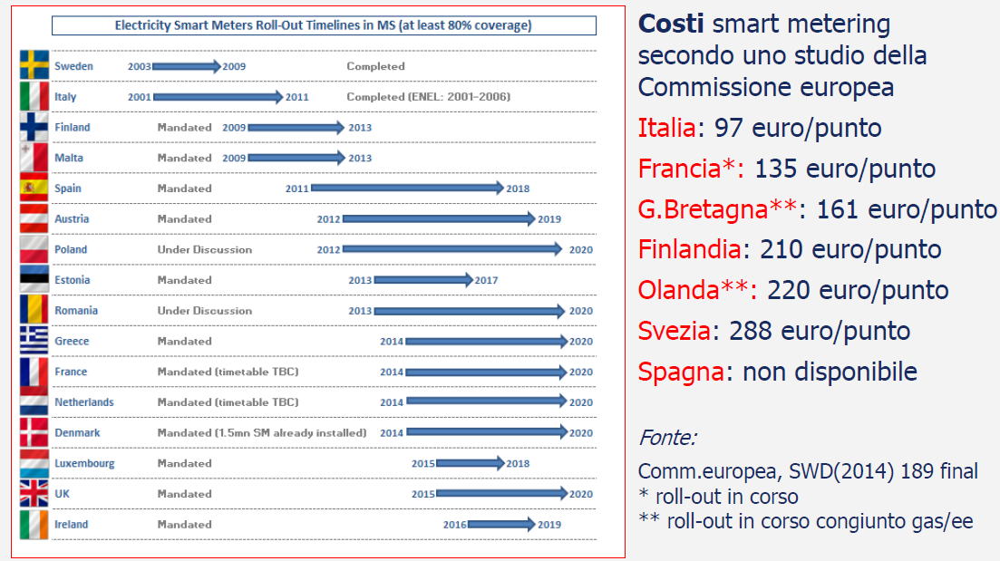 Electricity Smart Meters Roll-Out Timelines in MS (at least 80% coverage)
Sweden 2003 2009 Completed
Italy 2001 2011 Completed (ENEL: 2001-2006)
Finland Mandated 2009 2013
Malta Mandated 2009 2013
Spain Mandated 2011 2018
Austria Mandated 2012 2019
Poland Under Discussion 2012 2020
Estonia Mandated 2013 2017
Romania Under Discussion 2013 2020
Greece Mandated 2014 2020
France Mandated (timetable TBC) 2014 2020
Netherlands Mandated (timetable TBC) 2014 2020
Denmark Mandated (1.5mn SM already installed) 2014 2020
Luxembourg Mandated 2015 2018
UK Mandated 2015 2020
Ireland Mandated 2016 2019
Costi smart metering
secondo uno studio della
Commissione europea
Italia: 97 euro/punto
Francia*: 135 euro/punto
G.Bretagna**: 161 euro/punto
Finlandia: 210 euro/punto
Olanda**: 220 euro/punto
Svezia: 288 euro/punto
Spagna: non disponibile
Fonte:
Comm.europea, SWD(2014) 189 final
* roll-out in corso
** roll-out in corso congiunto gas/ee